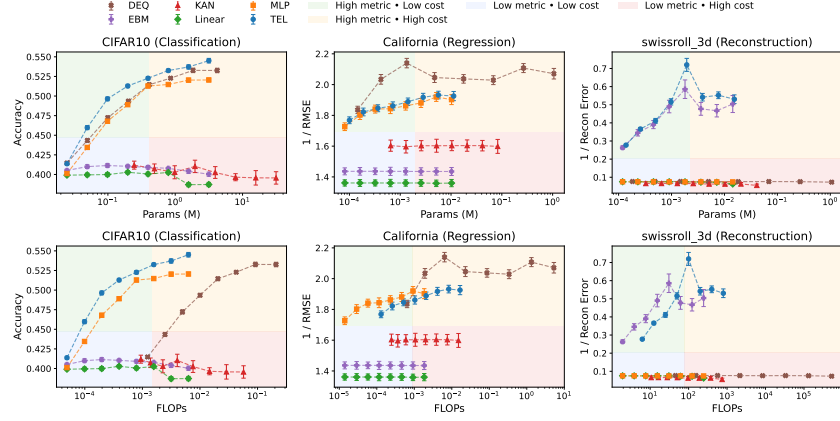 DEQ KAN MLP High metric • Low cost Low metric • Low cost Low metric • High cost
EBM Linear TEL High metric • High cost
CIFAR10 (Classification)
Accuracy
0.550
0.525
0.500
0.475
0.450
0.425
0.400
10⁻¹ 10⁰ 10¹
Params (M)
California (Regression)
1 / RMSE
2.2
2.0
1.8
1.6
1.4
10⁻⁴ 10⁻³ 10⁻² 10⁻¹ 10⁰
Params (M)
swissroll_3d (Reconstruction)
1 / Recon Error
0.7
0.6
0.5
0.4
0.3
0.2
0.1
10⁻⁴ 10⁻³ 10⁻² 10⁻¹ 10⁰
Params (M)
CIFAR10 (Classification)
Accuracy
0.550
0.525
0.500
0.475
0.450
0.425
0.400
10⁻⁴ 10⁻³ 10⁻² 10⁻¹
FLOPs
California (Regression)
1 / RMSE
2.2
2.0
1.8
1.6
1.4
10⁻⁵ 10⁻⁴ 10⁻³ 10⁻² 10⁻¹ 10⁰ 10¹
FLOPs
swissroll_3d (Reconstruction)
1 / Recon Error
0.7
0.6
0.5
0.4
0.3
0.2
0.1
10¹ 10² 10³ 10⁴ 10⁵
FLOPs